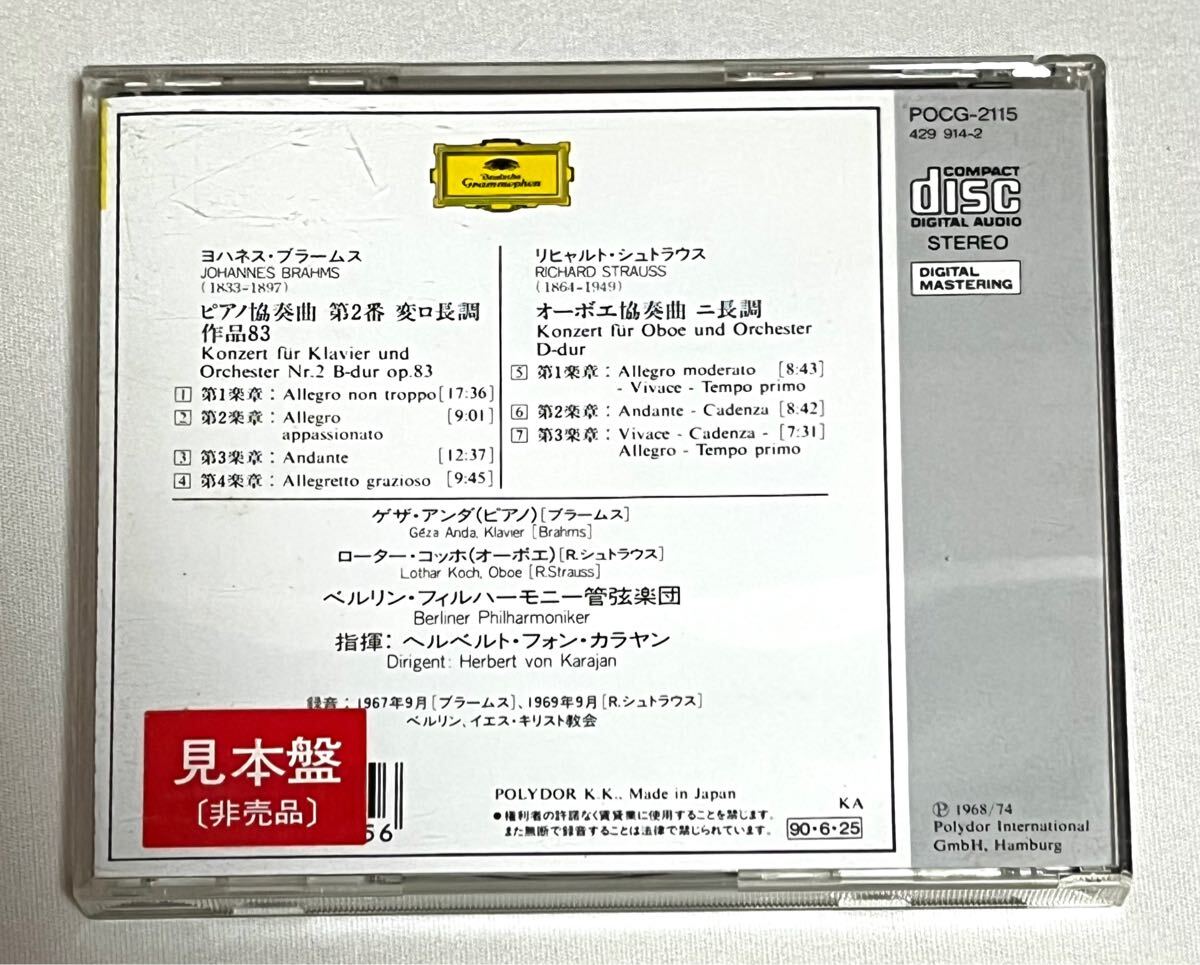 Deutsche
Grammophon
ヨハネス・ブラームス
JOHANNES BRAHMS
(1833-1897)
ピアノ協奏曲 第2番 変ロ長調
作品83
Konzert für Klavier und
Orchester Nr.2 B-dur op.83
1 第1楽章：Allegro non troppo [17:36]
2 第2楽章：Allegro [9:01]
appassionato
3 第3楽章：Andante [12:37]
4 第4楽章：Allegretto grazioso [9:45]
リヒャルト・シュトラウス
RICHARD STRAUSS
(1864-1949)
オーボエ協奏曲 ニ長調
Konzert für Oboe und Orchester
D-dur
5 第1楽章：Allegro moderato [8:43]
- Vivace - Tempo primo
6 第2楽章：Andante - Cadenza [8:42]
7 第3楽章：Vivace - Cadenza - [7:31]
Allegro - Tempo primo
ゲザ・アンダ(ピアノ)[ブラームス]
Géza Anda, Klavier [Brahms]
ローター・コッホ(オーボエ)[R.シュトラウス]
Lothar Koch, Oboe [R.Strauss]
ベルリン・フィルハーモニー管弦楽団
Berliner Philharmoniker
指揮：ヘルベルト・フォン・カラヤン
Dirigent: Herbert von Karajan
録音：1967年9月[ブラームス]、1969年9月[R.シュトラウス]
ベルリン、イエス・キリスト教会
見本盤
〔非売品〕
56
POLYDOR K.K., Made in Japan
●権利者の許諾なく賃貸業に使用することを禁じます。
また無断で録音することは法律で禁じられています。
KA
90・6・25
POCG-2115
429 914-2
COMPACT
disc
DIGITAL AUDIO
STEREO
DIGITAL
MASTERING
Ⓟ 1968/74
Polydor International
GmbH, Hamburg